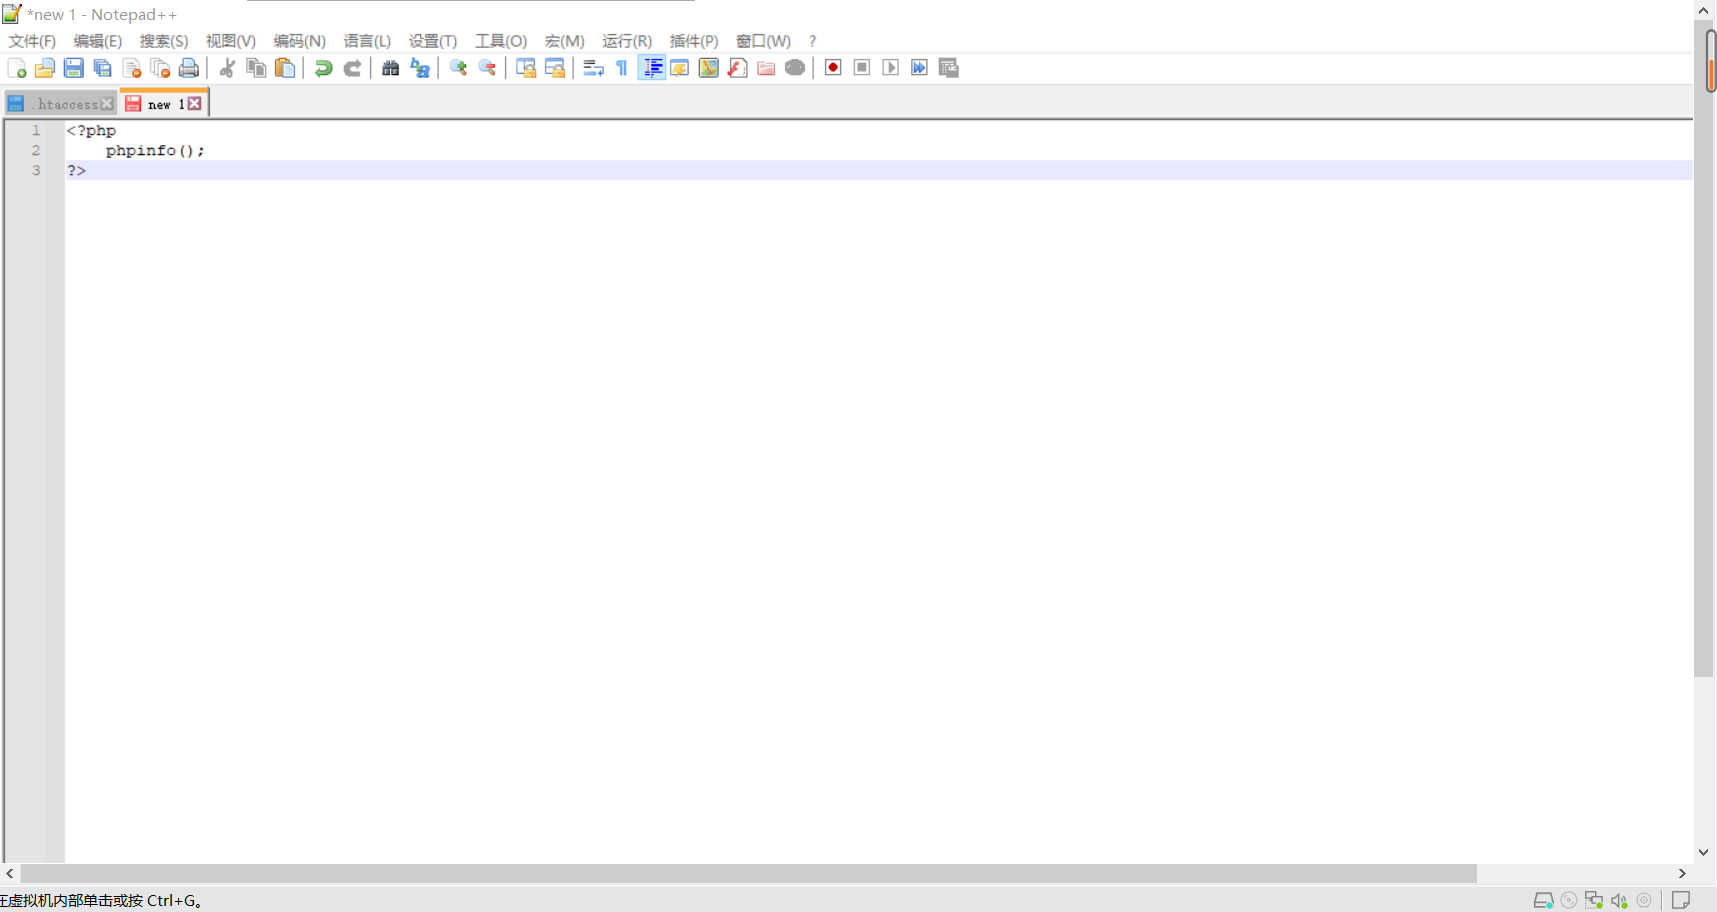 *new 1 - Notepad++
文件(F) 编辑(E) 搜索(S) 视图(V) 编码(N) 语言(L) 设置(T) 工具(O) 宏(M) 运行(R) 插件(P) 窗口(W) ?
.htaccess new 1
1 <?php
2 phpinfo();
3 ?>
在虚拟机内部单击或按 Ctrl+G。